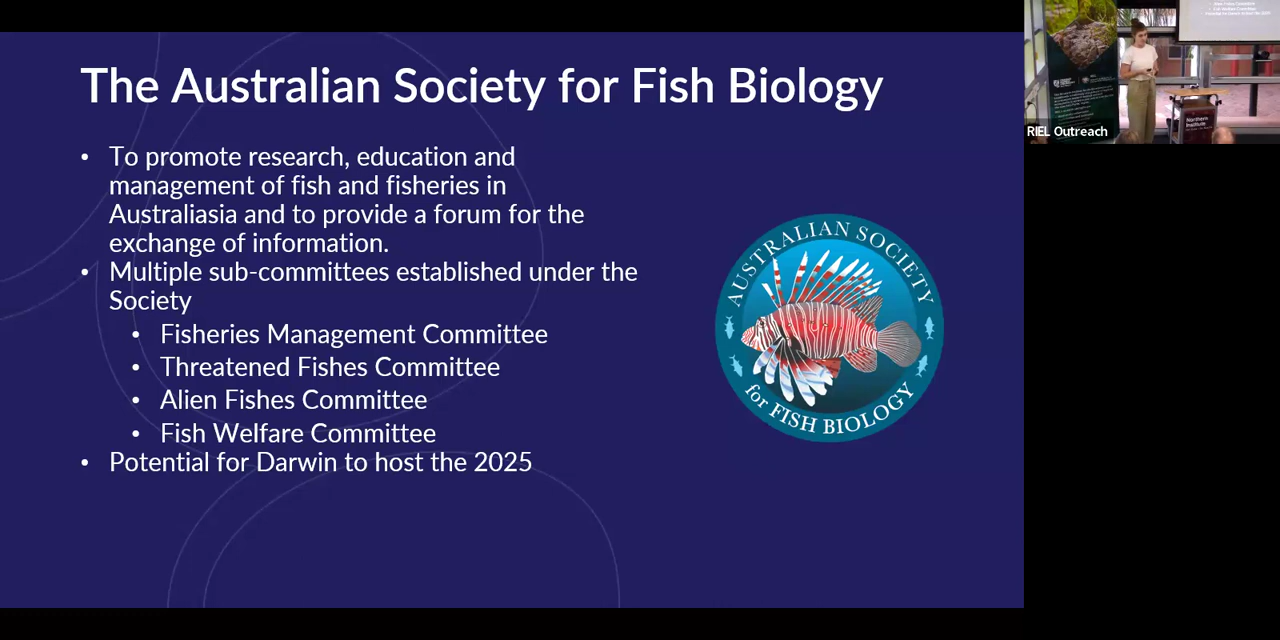 The Australian Society for Fish Biology
• To promote research, education and
management of fish and fisheries in
Australiasia and to provide a forum for the
exchange of information.
• Multiple sub-committees established under the
Society
• Fisheries Management Committee
• Threatened Fishes Committee
• Alien Fishes Committee
• Fish Welfare Committee
• Potential for Darwin to host the 2025
AUSTRALIAN SOCIETY
for FISH BIOLOGY
RIEL Outreach
Northern
Institute